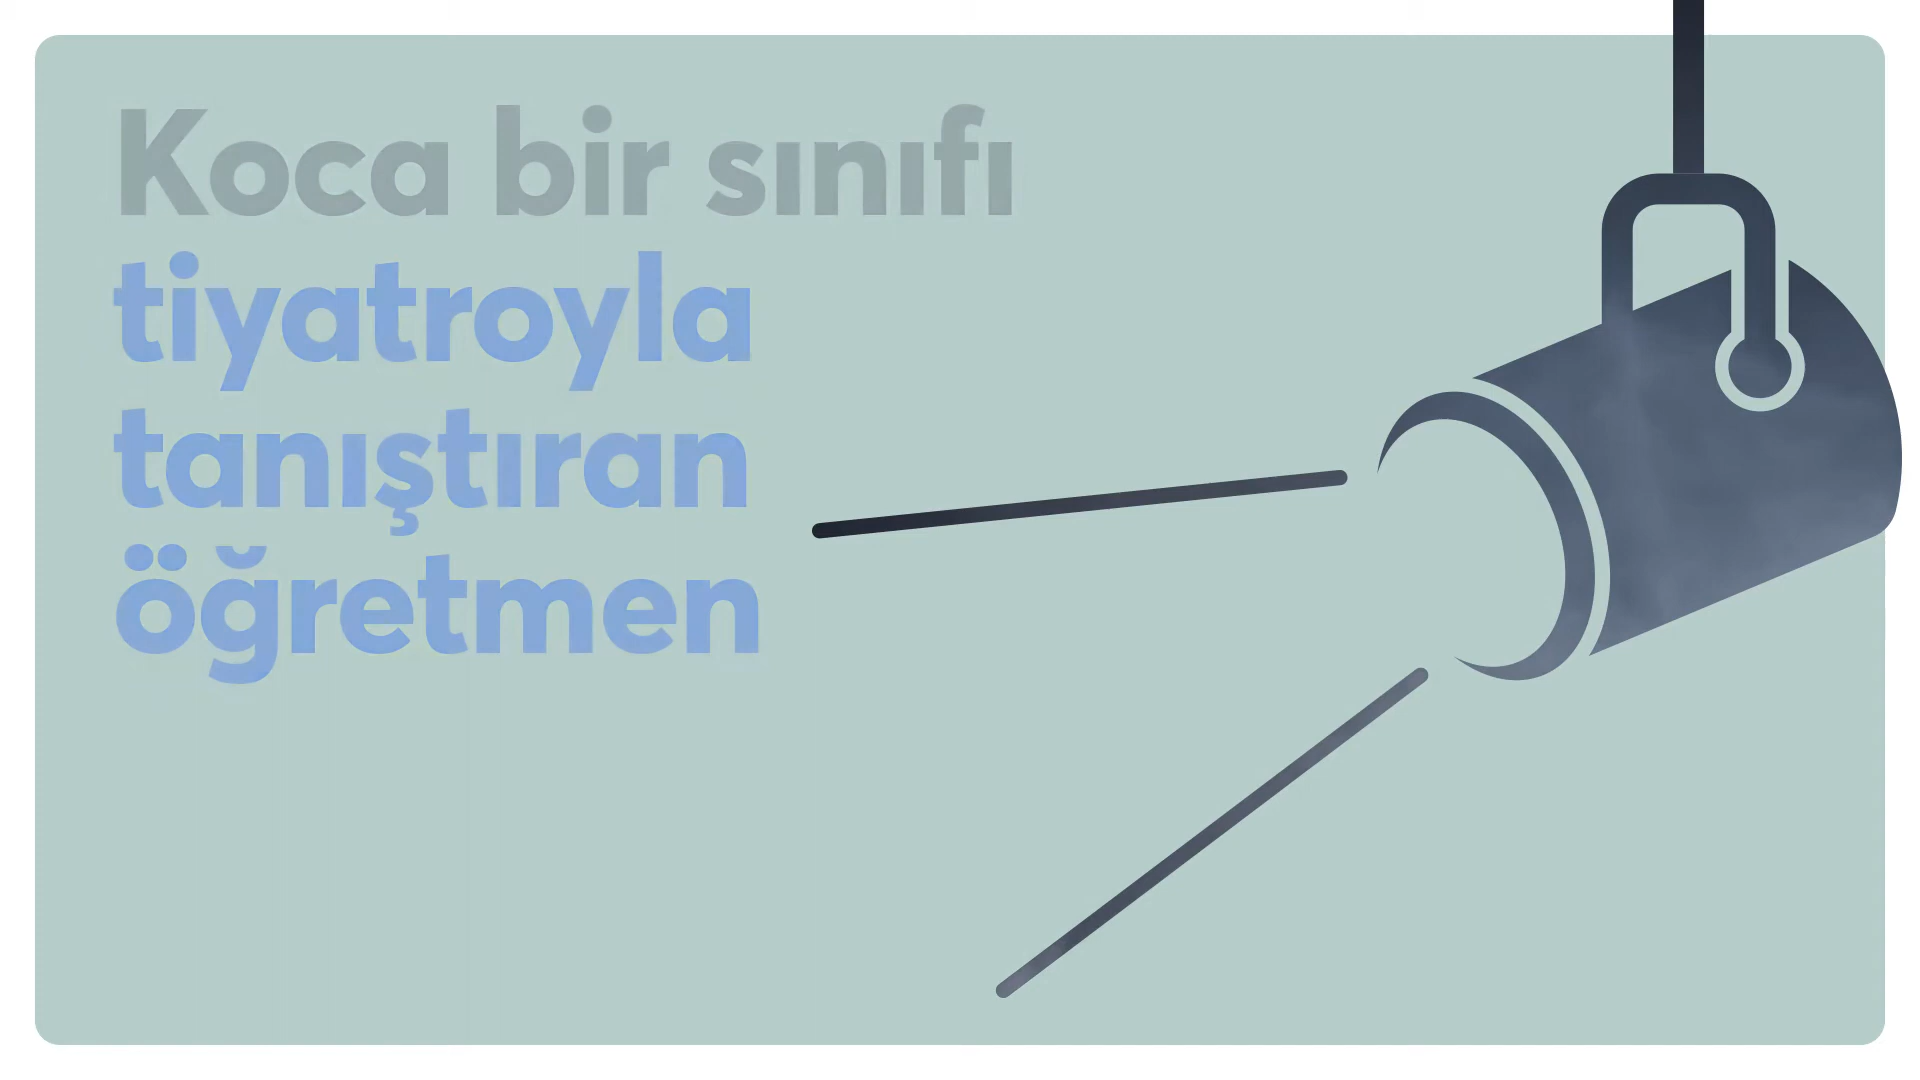 Koca bir sınıfı
tiyatroyla
tanıştıran
öğretmen